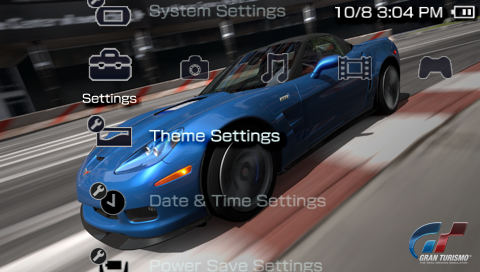 System Settings
10/8 3:04 PM
Settings
Theme Settings
Date & Time Settings
Power Save Settings
GRAN TURISMO